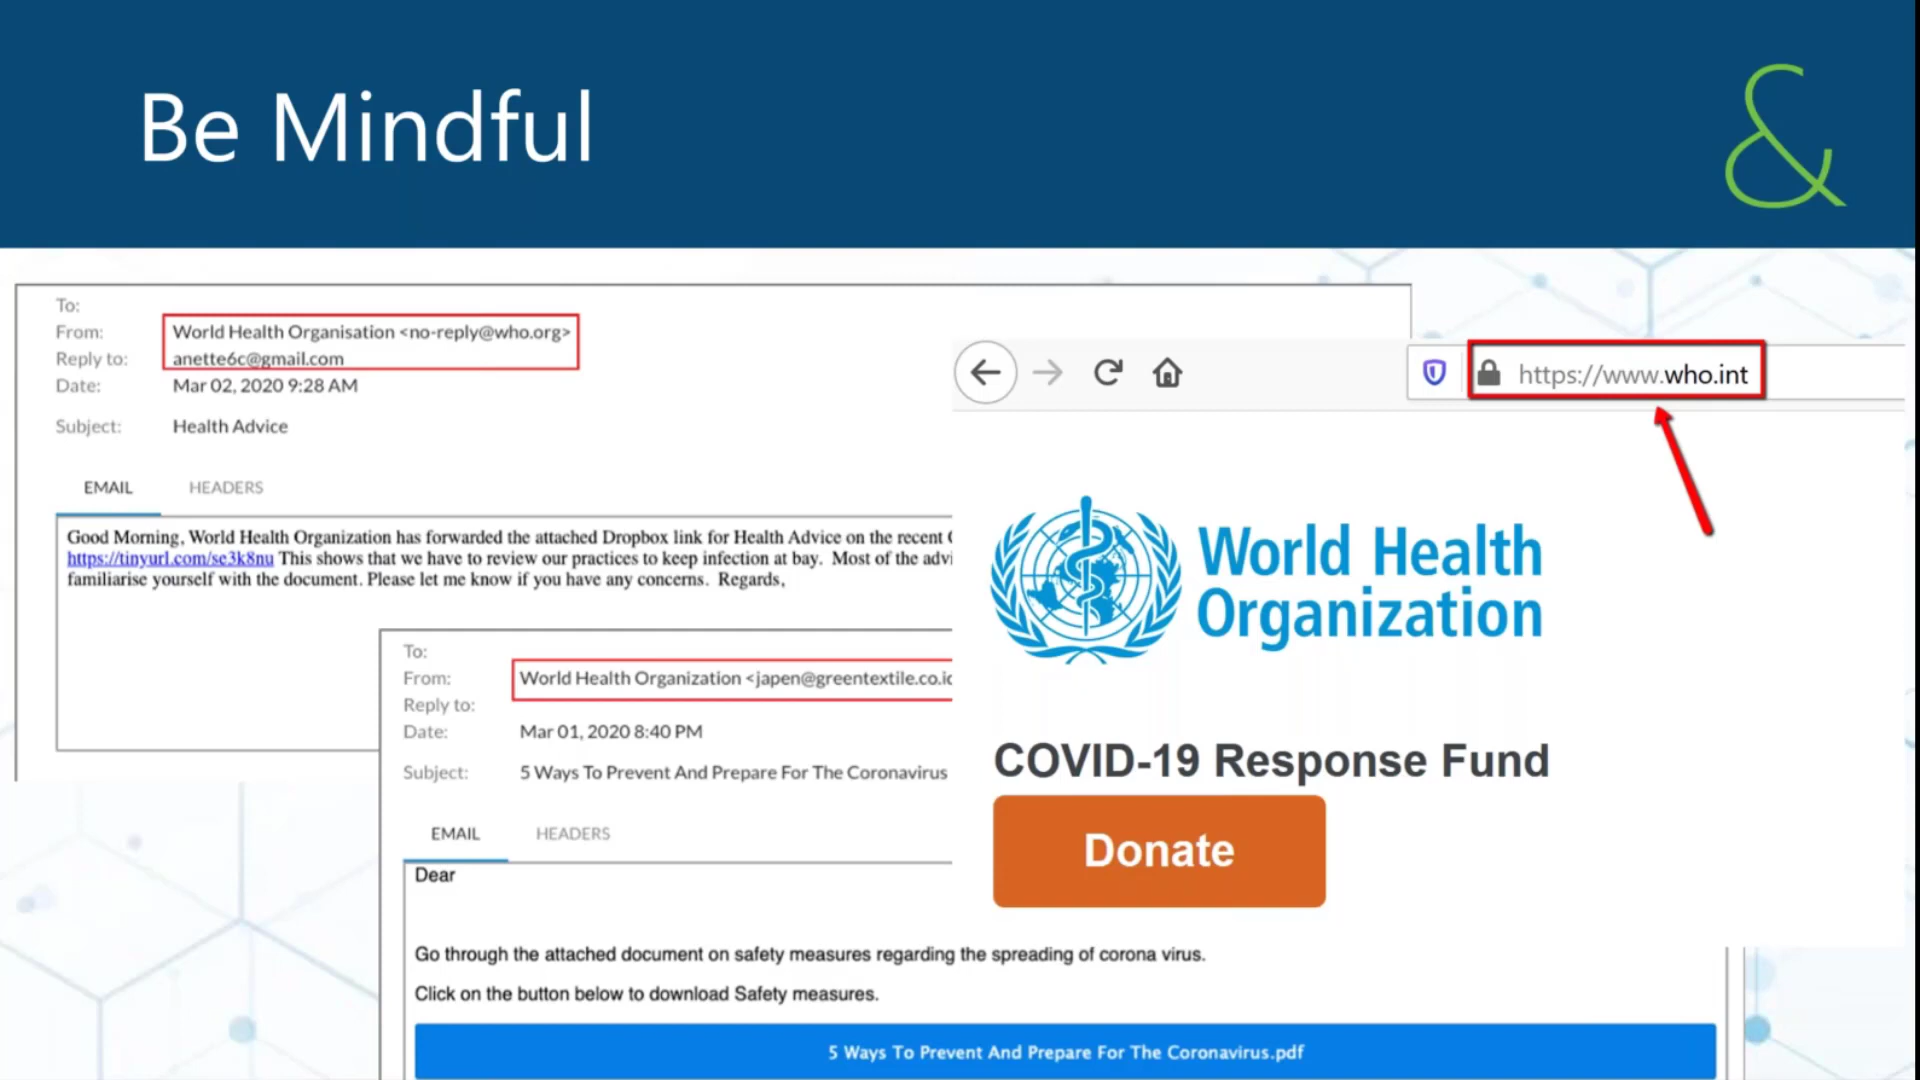 Be Mindful
&
To:
From: World Health Organisation <no-reply@who.org>
Reply to: anette6c@gmail.com
Date: Mar 02, 2020 9:28 AM
Subject: Health Advice
EMAIL HEADERS
Good Morning, World Health Organization has forwarded the attached Dropbox link for Health Advice on the recent
https://tinyurl.com/se3k8nu This shows that we have to review our practices to keep infection at bay. Most of the
familiarise yourself with the document. Please let me know if you have any concerns. Regards,
To:
From: World Health Organization <japen@greentextile.co.
Reply to:
Date: Mar 01, 2020 8:40 PM
Subject: 5 Ways To Prevent And Prepare For The Coronavirus
EMAIL HEADERS
Dear
Go through the attached document on safety measures regarding the spreading of corona virus.
Click on the button below to download Safety measures.
5 Ways To Prevent And Prepare For The Coronavirus.pdf
https://www.who.int
World Health
Organization
COVID-19 Response Fund
Donate